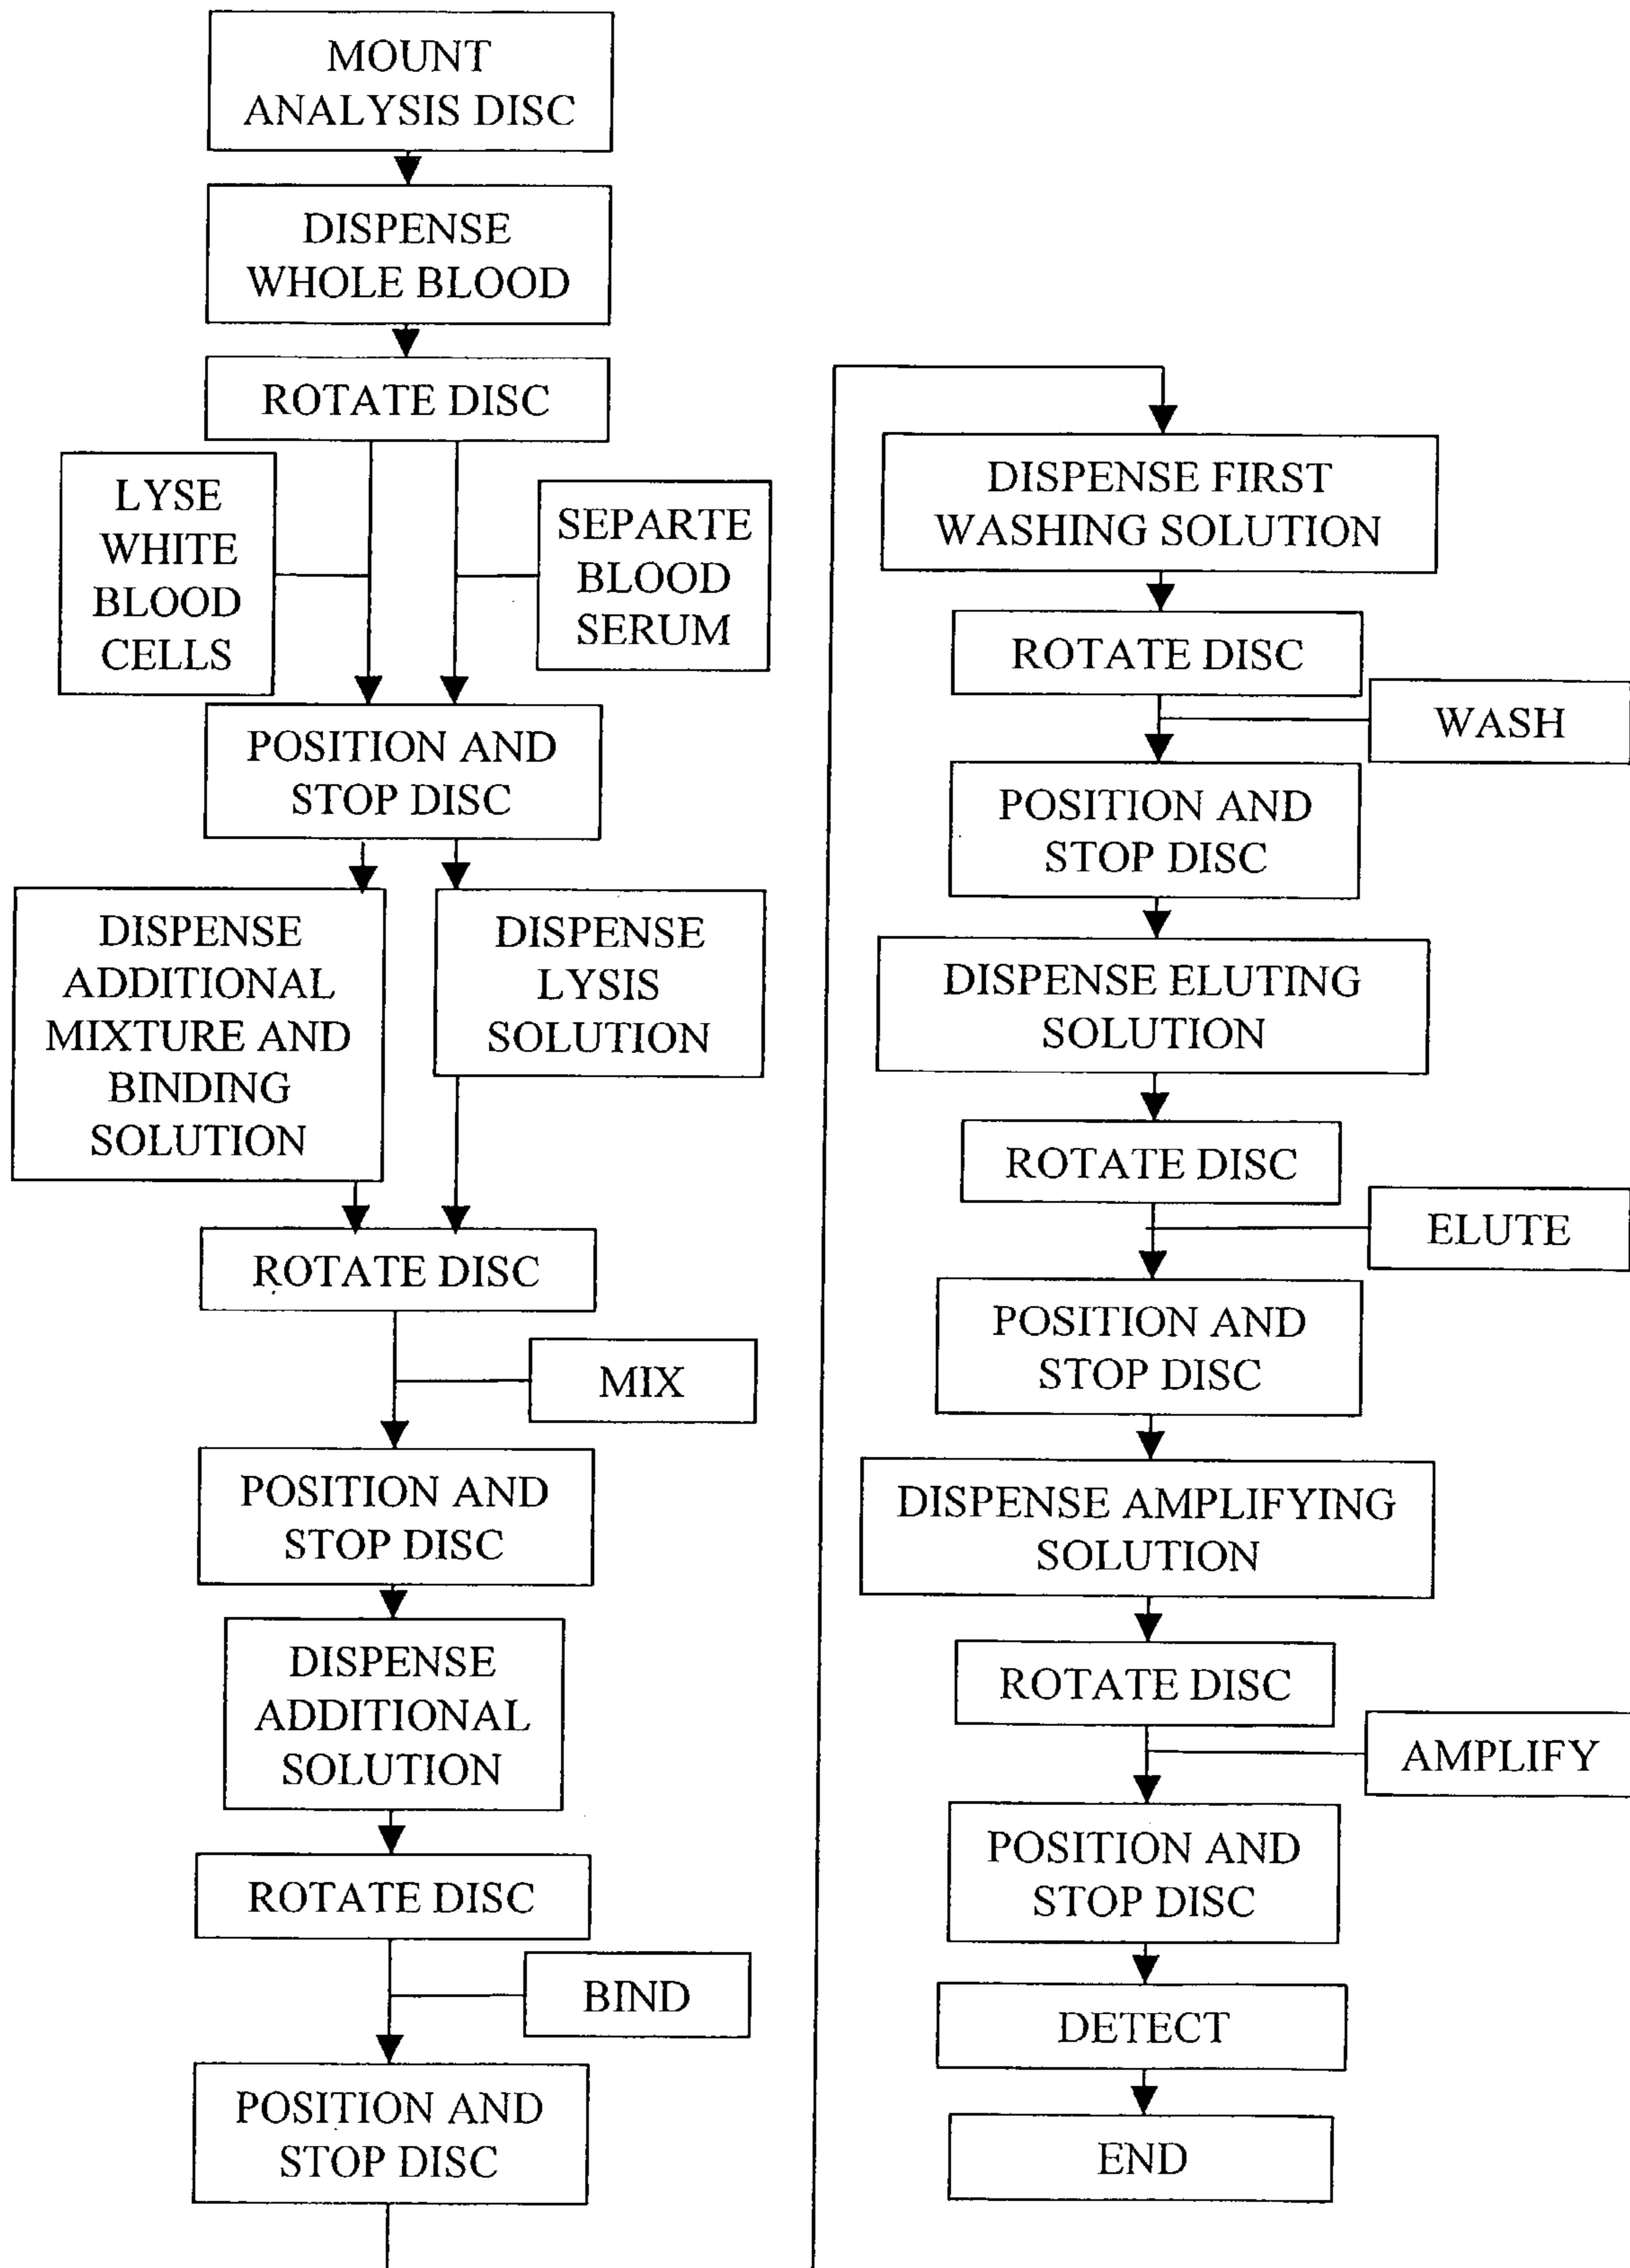 MOUNT
ANALYSIS DISC
DISPENSE
WHOLE BLOOD
ROTATE DISC
LYSE
WHITE
BLOOD
CELLS
SEPARTE
BLOOD
SERUM
POSITION AND
STOP DISC
DISPENSE
ADDITIONAL
MIXTURE AND
BINDING
SOLUTION
DISPENSE
LYSIS
SOLUTION
ROTATE DISC
MIX
POSITION AND
STOP DISC
DISPENSE
ADDITIONAL
SOLUTION
ROTATE DISC
BIND
POSITION AND
STOP DISC
DISPENSE FIRST
WASHING SOLUTION
ROTATE DISC
WASH
POSITION AND
STOP DISC
DISPENSE ELUTING
SOLUTION
ROTATE DISC
ELUTE
POSITION AND
STOP DISC
DISPENSE AMPLIFYING
SOLUTION
ROTATE DISC
AMPLIFY
POSITION AND
STOP DISC
DETECT
END